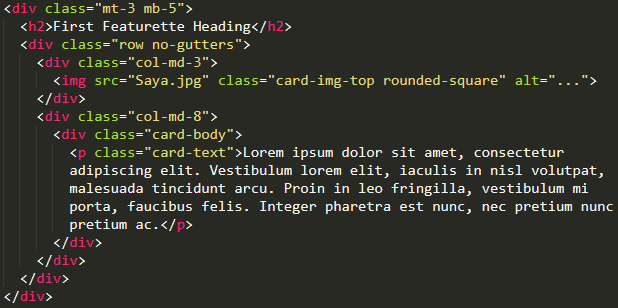 <div class="mt-3 mb-5">
<h2>First Featurette Heading</h2>
<div class="row no-gutters">
<div class="col-md-3">
<img src="Saya.jpg" class="card-img-top rounded-square" alt="...">
</div>
<div class="col-md-8">
<div class="card-body">
<p class="card-text">Lorem ipsum dolor sit amet, consectetur
adipiscing elit. Vestibulum lorem elit, iaculis in nisl volutpat,
malesuada tincidunt arcu. Proin in leo fringilla, vestibulum mi
porta, faucibus felis. Integer pharetra est nunc, nec pretium nunc
pretium ac.</p>
</div>
</div>
</div>
</div>